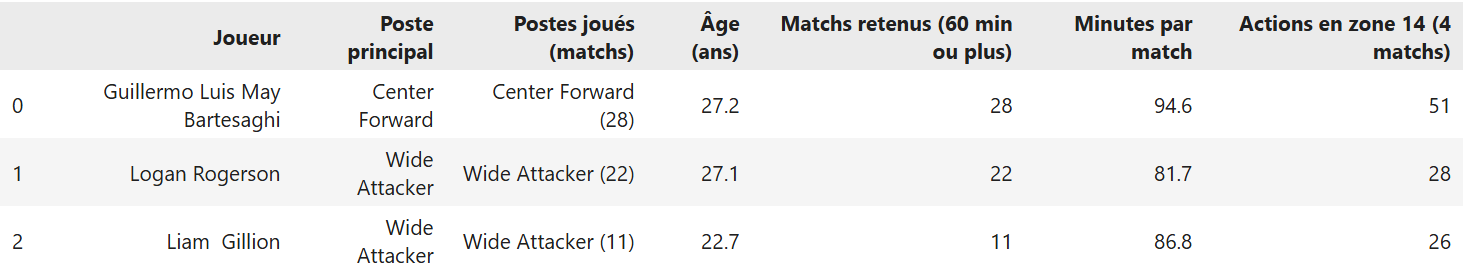 Joueur Poste principal Postes joués (matchs) Âge (ans) Matchs retenus (60 min ou plus) Minutes par match Actions en zone 14 (4 matchs)
0 Guillermo Luis May Bartesaghi Center Forward Center Forward (28) 27.2 28 94.6 51
1 Logan Rogerson Wide Attacker Wide Attacker (22) 27.1 22 81.7 28
2 Liam Gillion Wide Attacker Wide Attacker (11) 22.7 11 86.8 26